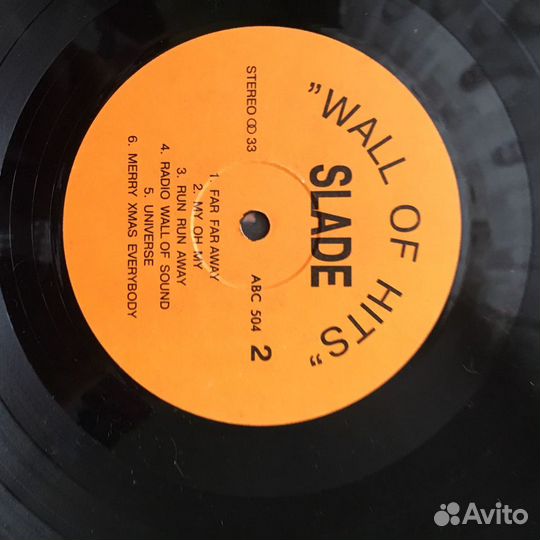 "WALL OF HITS"
SLADE
STEREO 33
ABC 504 2
1. FAR FAR AWAY
2. MY OH MY
3. RUN RUN AWAY
4. RADIO WALL OF SOUND
5. UNIVERSE
6. MERRY XMAS EVERYBODY
Avito